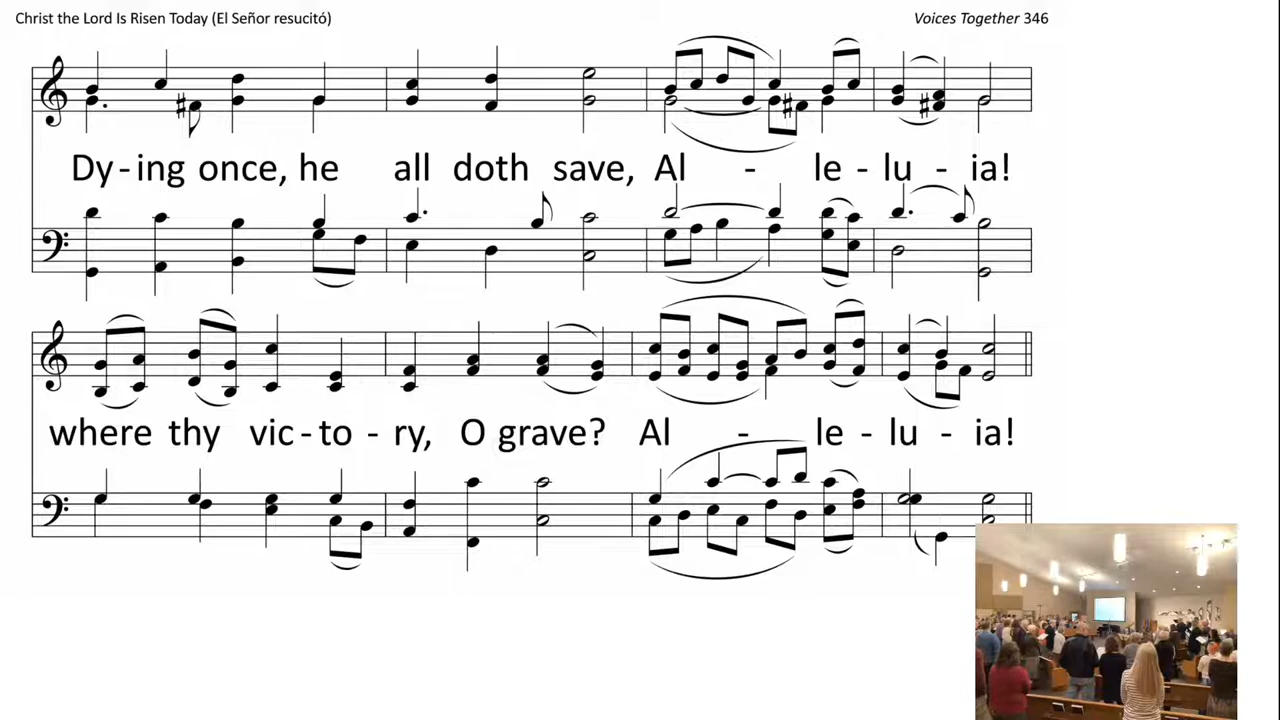 Christ the Lord Is Risen Today (El Señor resucitó)
Voices Together 346
Dy - ing once, he all doth save, Al - le - lu - ia!
where thy vic - to - ry, O grave? Al - le - lu - ia!